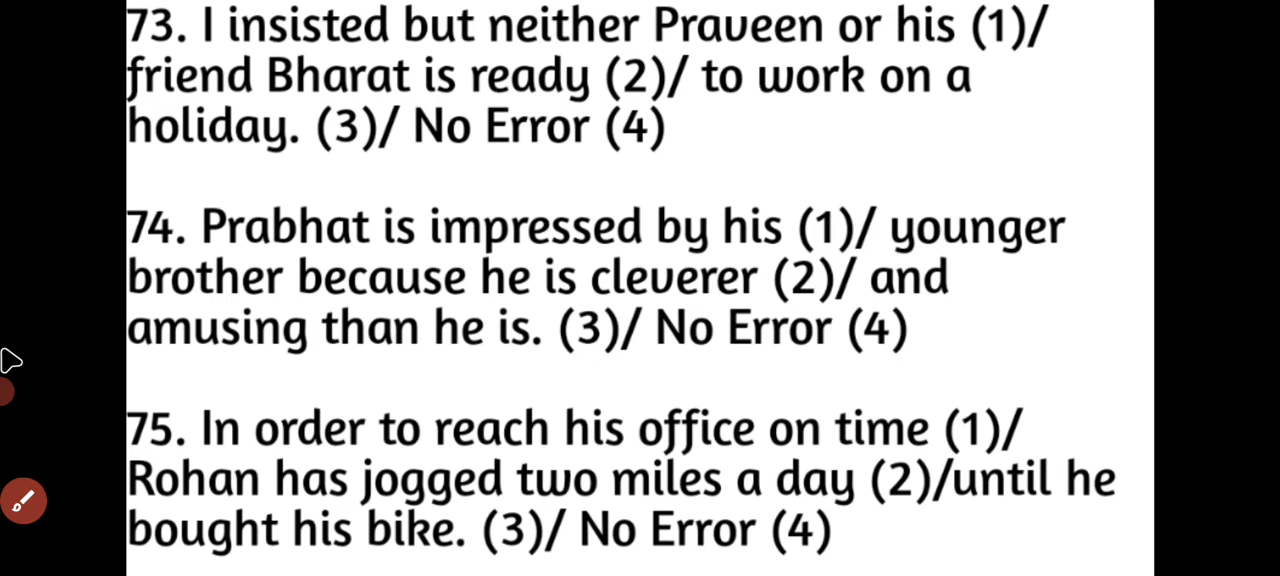 73. I insisted but neither Praveen or his (1)/
friend Bharat is ready (2)/ to work on a
holiday. (3)/ No Error (4)
74. Prabhat is impressed by his (1)/ younger
brother because he is cleverer (2)/ and
amusing than he is. (3)/ No Error (4)
75. In order to reach his office on time (1)/
Rohan has jogged two miles a day (2)/until he
bought his bike. (3)/ No Error (4)